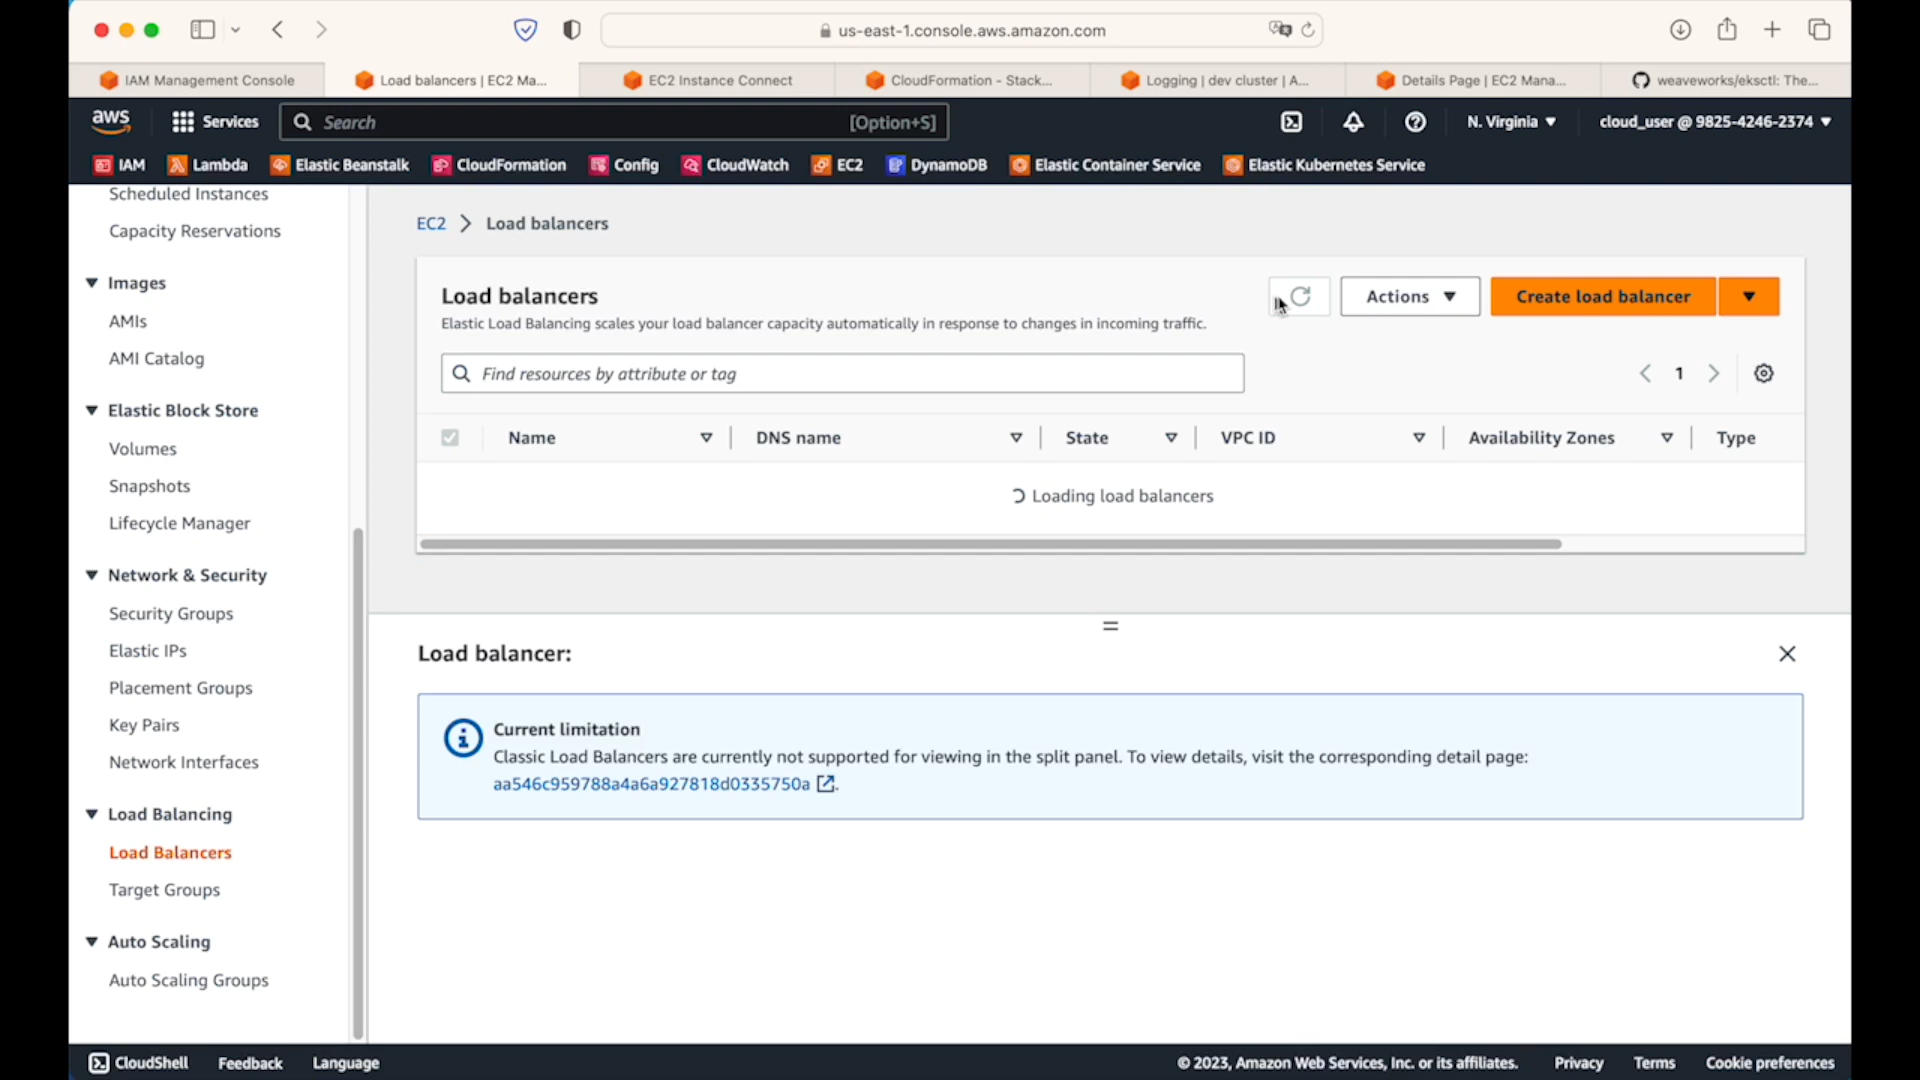 us-east-1.console.aws.amazon.com
IAM Management Console
Load balancers | EC2 Ma...
EC2 Instance Connect
CloudFormation - Stack...
Logging | dev cluster | A...
Details Page | EC2 Mana...
weaveworks/eksctl: The...
aws
Services
Search
[Option+S]
N. Virginia
cloud_user @ 9825-4246-2374
IAM
Lambda
Elastic Beanstalk
CloudFormation
Config
CloudWatch
EC2
DynamoDB
Elastic Container Service
Elastic Kubernetes Service
Scheduled Instances
Capacity Reservations
Images
AMIs
AMI Catalog
Elastic Block Store
Volumes
Snapshots
Lifecycle Manager
Network & Security
Security Groups
Elastic IPs
Placement Groups
Key Pairs
Network Interfaces
Load Balancing
Load Balancers
Target Groups
Auto Scaling
Auto Scaling Groups
EC2 > Load balancers
Load balancers
Elastic Load Balancing scales your load balancer capacity automatically in response to changes in incoming traffic.
Actions
Create load balancer
Find resources by attribute or tag
1
Name
DNS name
State
VPC ID
Availability Zones
Type
Loading load balancers
Load balancer:
Current limitation
Classic Load Balancers are currently not supported for viewing in the split panel. To view details, visit the corresponding detail page:
aa546c959788a4a6a927818d0335750a.
CloudShell
Feedback
Language
© 2023, Amazon Web Services, Inc. or its affiliates.
Privacy
Terms
Cookie preferences